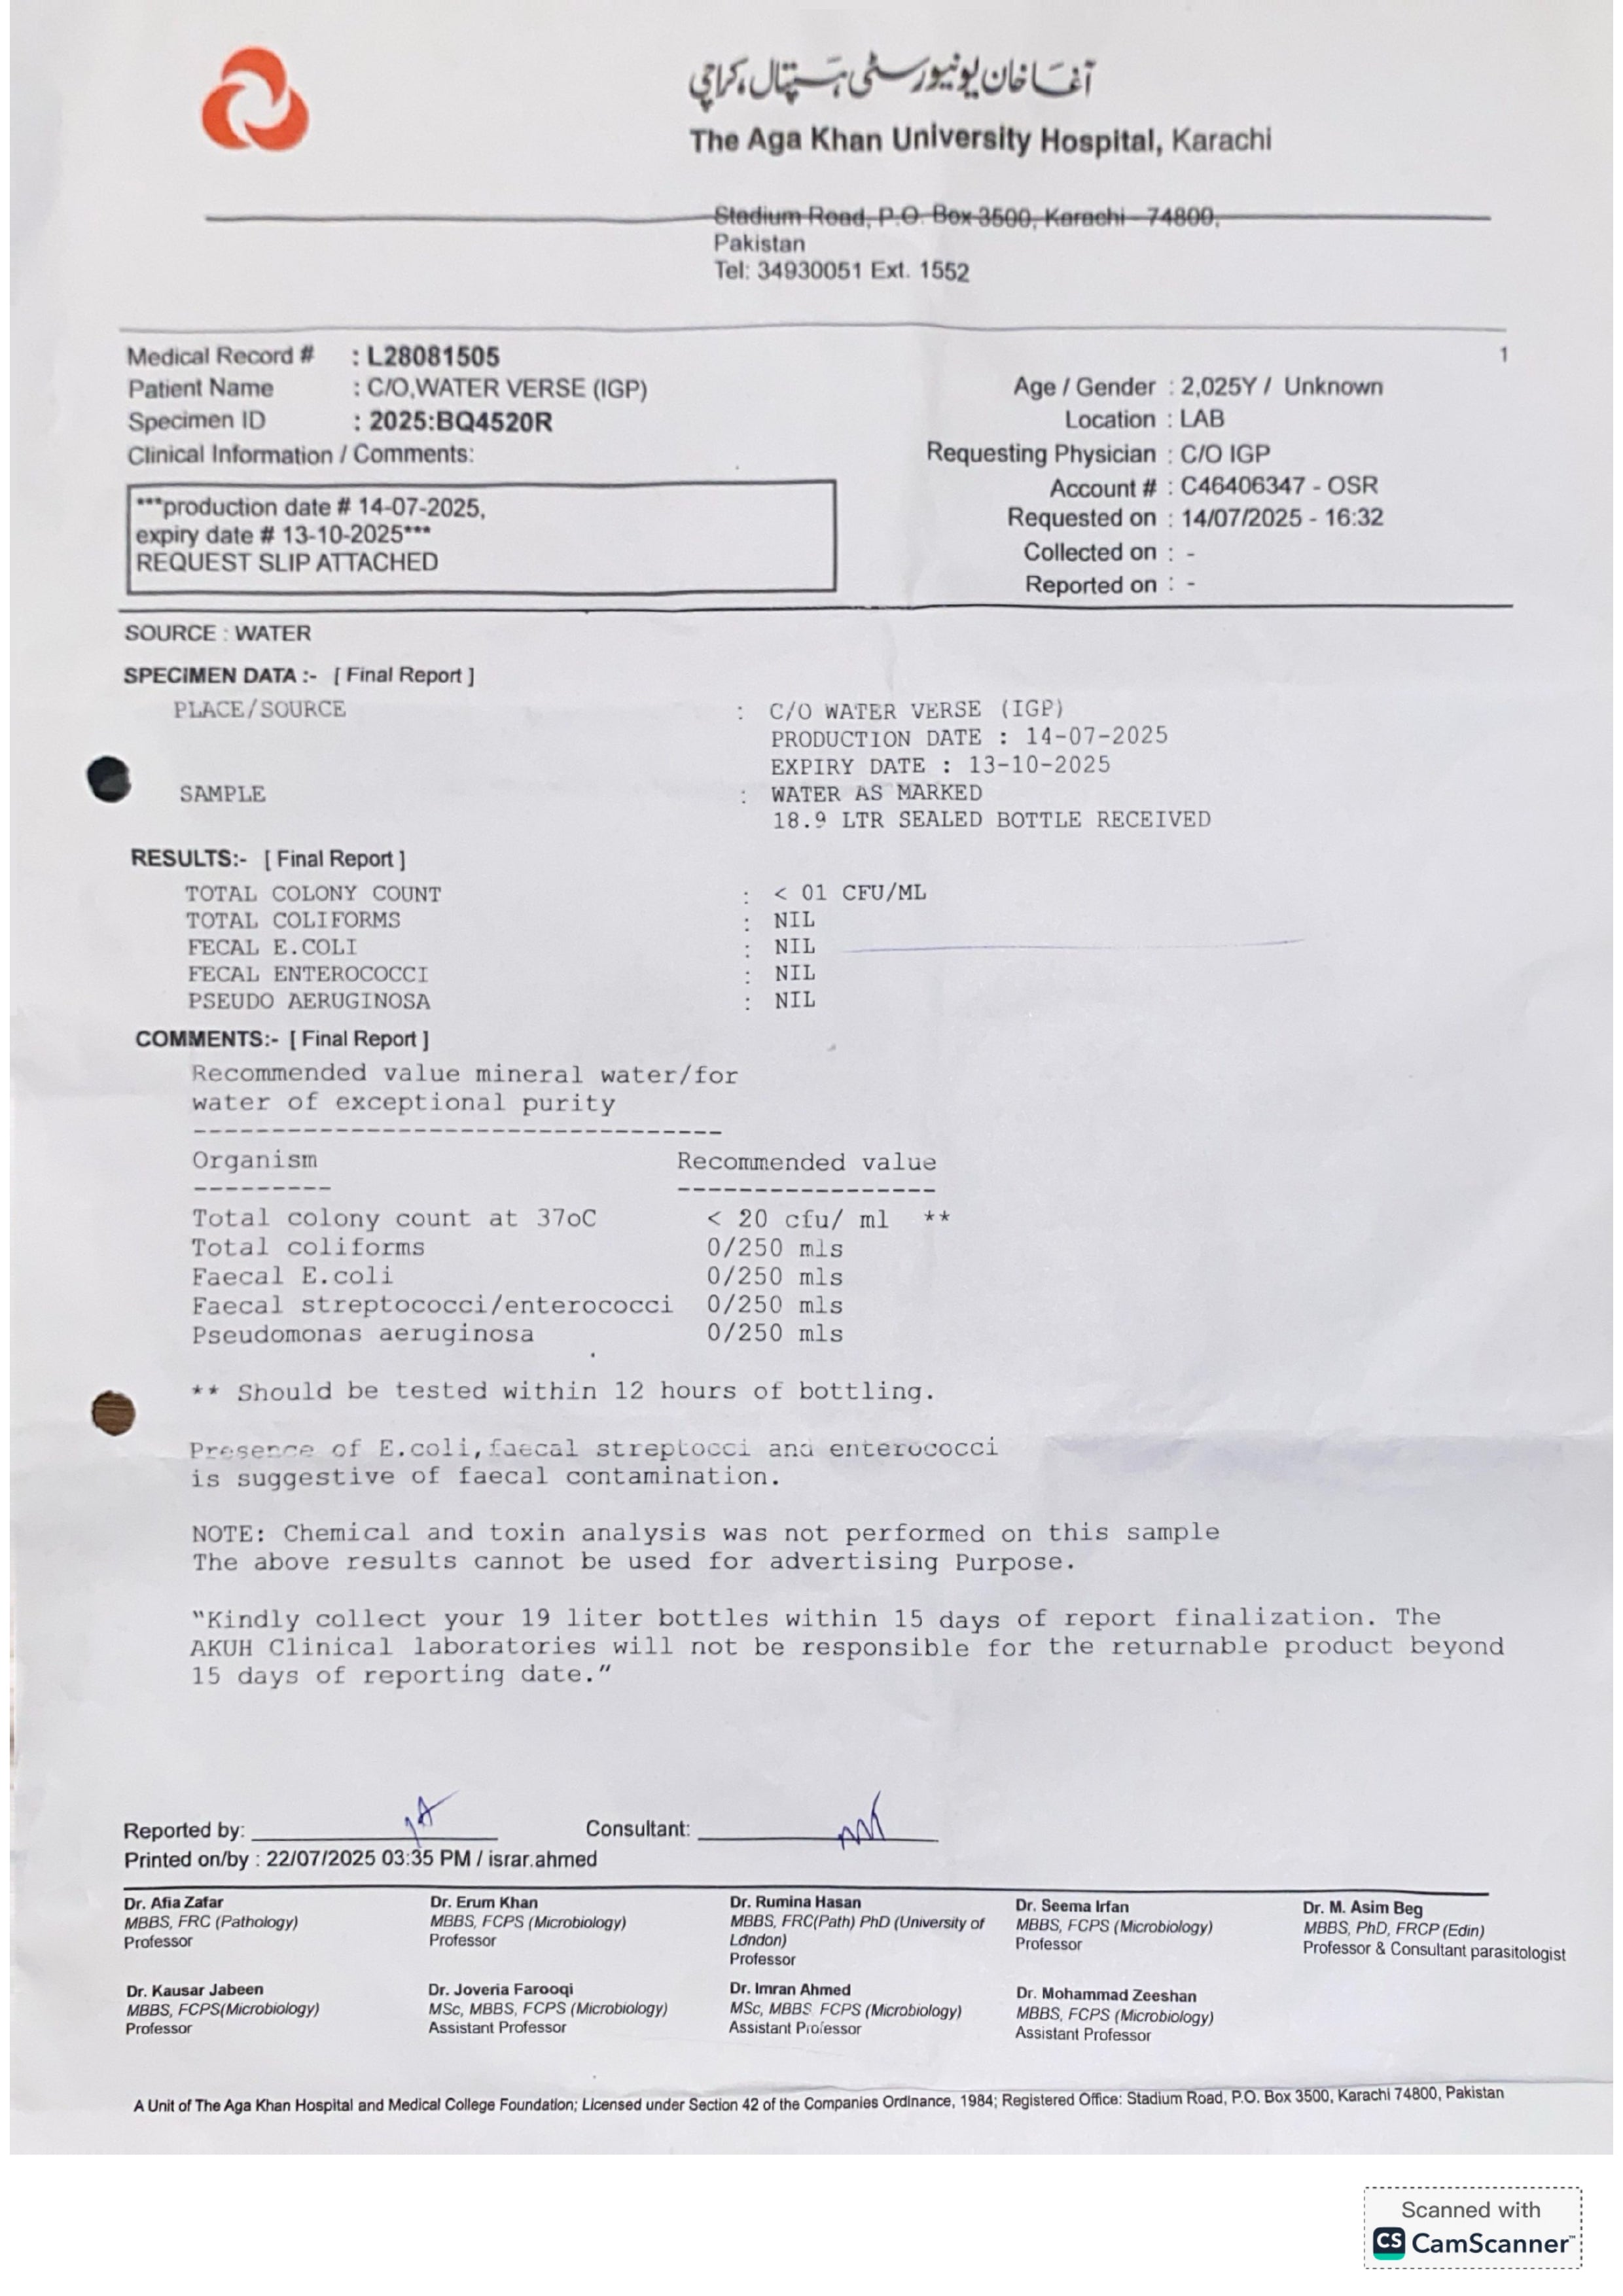 آغا خان یونیورسٹی ہسپتال، کراچی
The Aga Khan University Hospital, Karachi
Stadium Road, P.O. Box 3500, Karachi - 74800,
Pakistan
Tel: 34930051 Ext. 1552
1
Medical Record # : L28081505
Patient Name : C/O,WATER VERSE (IGP)
Specimen ID : 2025:BQ4520R
Clinical Information / Comments:
***production date # 14-07-2025,
expiry date # 13-10-2025***
REQUEST SLIP ATTACHED
Age / Gender : 2,025Y / Unknown
Location : LAB
Requesting Physician : C/O IGP
Account # : C46406347 - OSR
Requested on : 14/07/2025 - 16:32
Collected on : -
Reported on : -
SOURCE : WATER
SPECIMEN DATA :- [ Final Report ]
PLACE/SOURCE : C/O WATER VERSE (IGP)
PRODUCTION DATE : 14-07-2025
EXPIRY DATE : 13-10-2025
SAMPLE : WATER AS MARKED
18.9 LTR SEALED BOTTLE RECEIVED
RESULTS:- [ Final Report ]
TOTAL COLONY COUNT : < 01 CFU/ML
TOTAL COLIFORMS : NIL
FECAL E.COLI : NIL
FECAL ENTEROCOCCI : NIL
PSEUDO AERUGINOSA : NIL
COMMENTS:- [ Final Report ]
Recommended value mineral water/for
water of exceptional purity
----------------------------------
Organism Recommended value
--------- -----------------
Total colony count at 37oC < 20 cfu/ ml **
Total coliforms 0/250 mls
Faecal E.coli 0/250 mls
Faecal streptococci/enterococci 0/250 mls
Pseudomonas aeruginosa 0/250 mls
** Should be tested within 12 hours of bottling.
Presence of E.coli,faecal streptocci and enterococci
is suggestive of faecal contamination.
NOTE: Chemical and toxin analysis was not performed on this sample
The above results cannot be used for advertising Purpose.
"Kindly collect your 19 liter bottles within 15 days of report finalization. The
AKUH Clinical laboratories will not be responsible for the returnable product beyond
15 days of reporting date."
Reported by: Consultant:
Printed on/by : 22/07/2025 03:35 PM / israr.ahmed
Dr. Afia Zafar
MBBS, FRC (Pathology)
Professor
Dr. Erum Khan
MBBS, FCPS (Microbiology)
Professor
Dr. Rumina Hasan
MBBS, FRC(Path) PhD (University of
London)
Professor
Dr. Seema Irfan
MBBS, FCPS (Microbiology)
Professor
Dr. M. Asim Beg
MBBS, PhD, FRCP (Edin)
Professor & Consultant parasitologist
Dr. Kausar Jabeen
MBBS, FCPS(Microbiology)
Professor
Dr. Joveria Farooqi
MSc, MBBS, FCPS (Microbiology)
Assistant Professor
Dr. Imran Ahmed
MSc, MBBS FCPS (Microbiology)
Assistant Professor
Dr. Mohammad Zeeshan
MBBS, FCPS (Microbiology)
Assistant Professor
A Unit of The Aga Khan Hospital and Medical College Foundation; Licensed under Section 42 of the Companies Ordinance, 1984; Registered Office: Stadium Road, P.O. Box 3500, Karachi 74800, Pakistan
Scanned with
CS CamScanner™